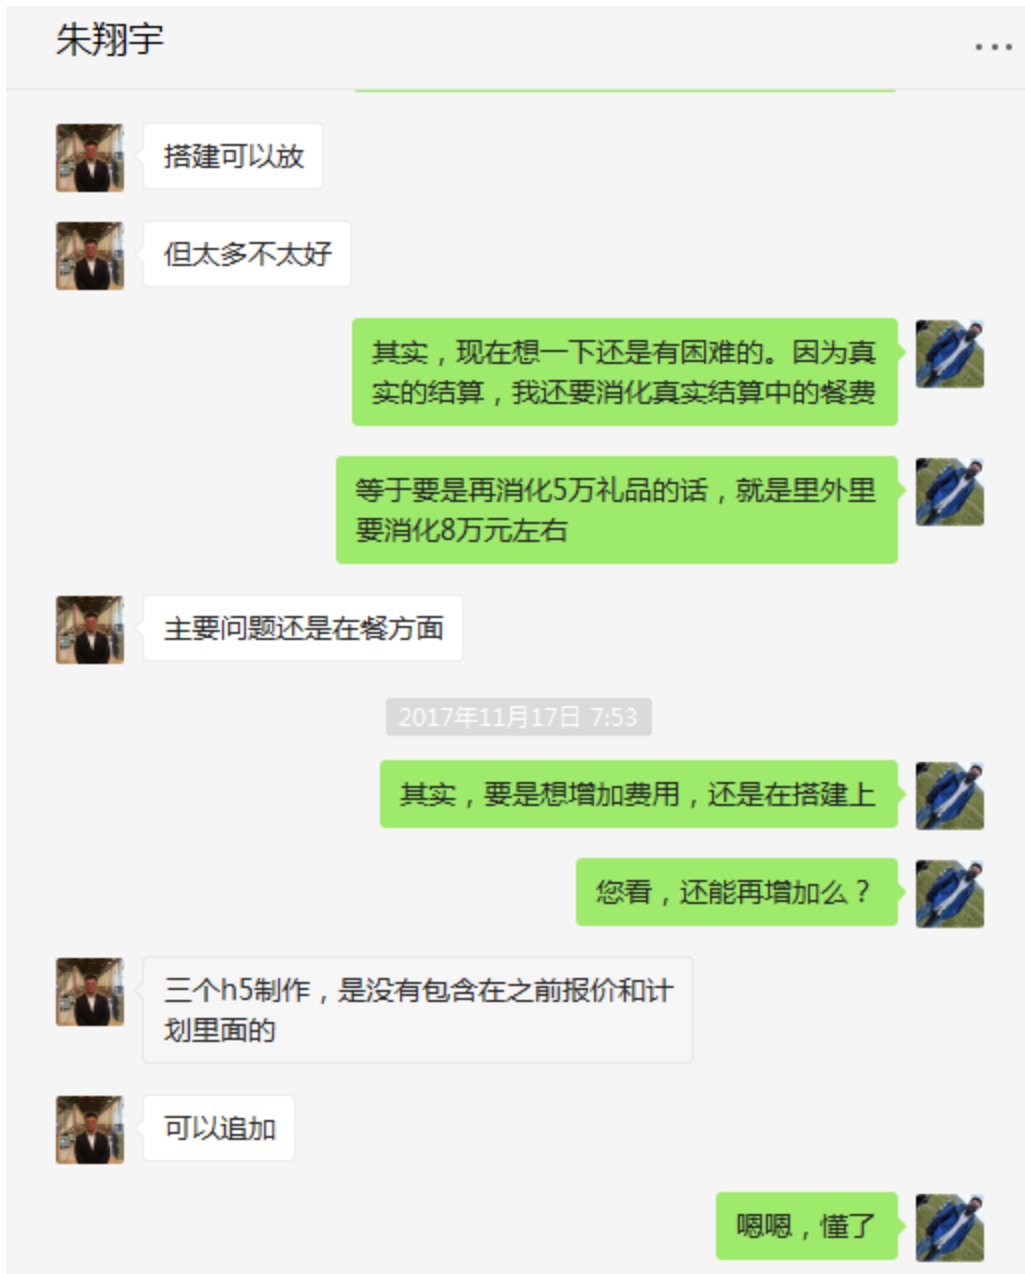 朱翔宇
搭建可以放
但太多不太好
其实，现在想一下还是有困难的。因为真
实的结算，我还要消化真实结算中的餐费
等于要是再消化5万礼品的话，就是里外里
要消化8万元左右
主要问题还是在餐方面
2017年11月17日 7:53
其实，要是想增加费用，还是在搭建上
您看，还能再增加么？
三个h5制作，是没有包含在之前报价和计
划里面的
可以追加
嗯嗯，懂了